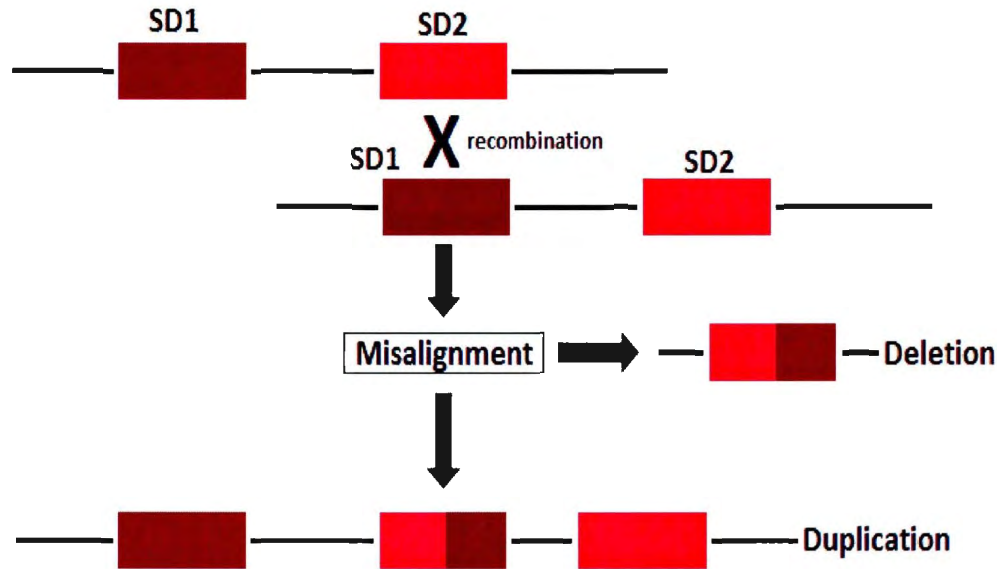 SD1 SD2
X recombination
SD1 SD2
Misalignment
Deletion
Duplication